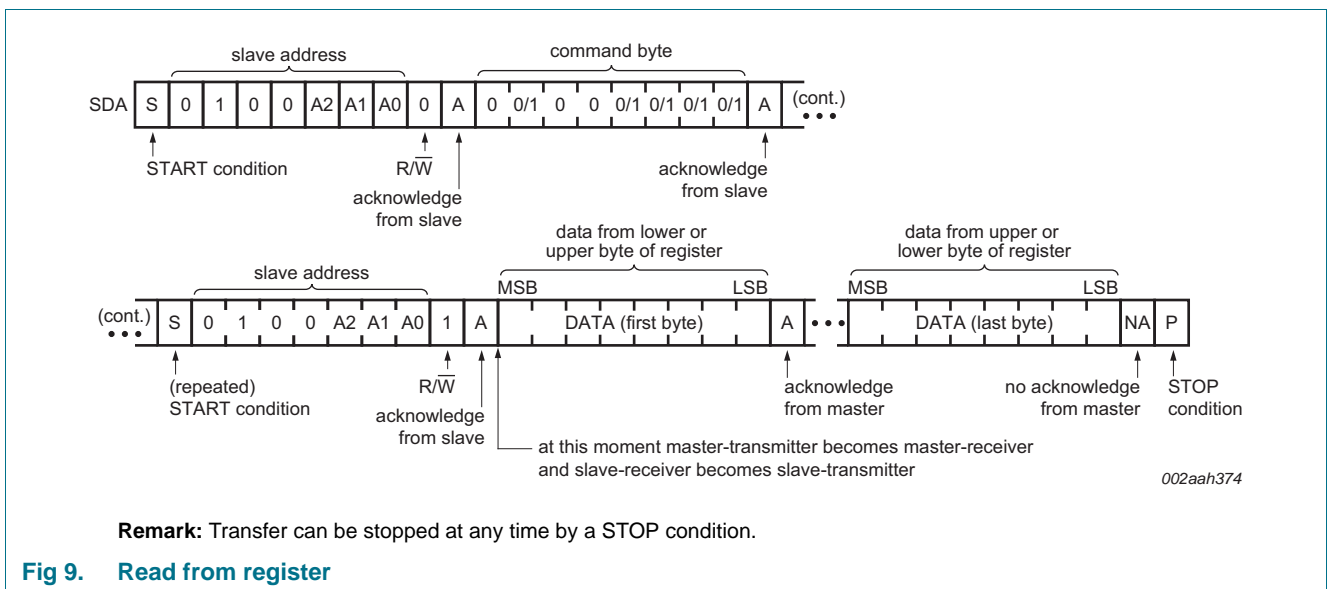 slave address command byte
SDA S 0 1 0 0 A2 A1 A0 0 A 0 0/1 0 0 0/1 0/1 0/1 0/1 A (cont.)
START condition R/W acknowledge
acknowledge from slave
from slave
data from lower or data from upper or
upper byte of register lower byte of register
slave address
MSB LSB MSB LSB
(cont.) S 0 1 0 0 A2 A1 A0 1 A DATA (first byte) A DATA (last byte) NA P
(repeated) R/W acknowledge no acknowledge STOP
START condition acknowledge from master from master condition
from slave
at this moment master-transmitter becomes master-receiver
and slave-receiver becomes slave-transmitter
002aah374
Remark: Transfer can be stopped at any time by a STOP condition.
Fig 9. Read from register